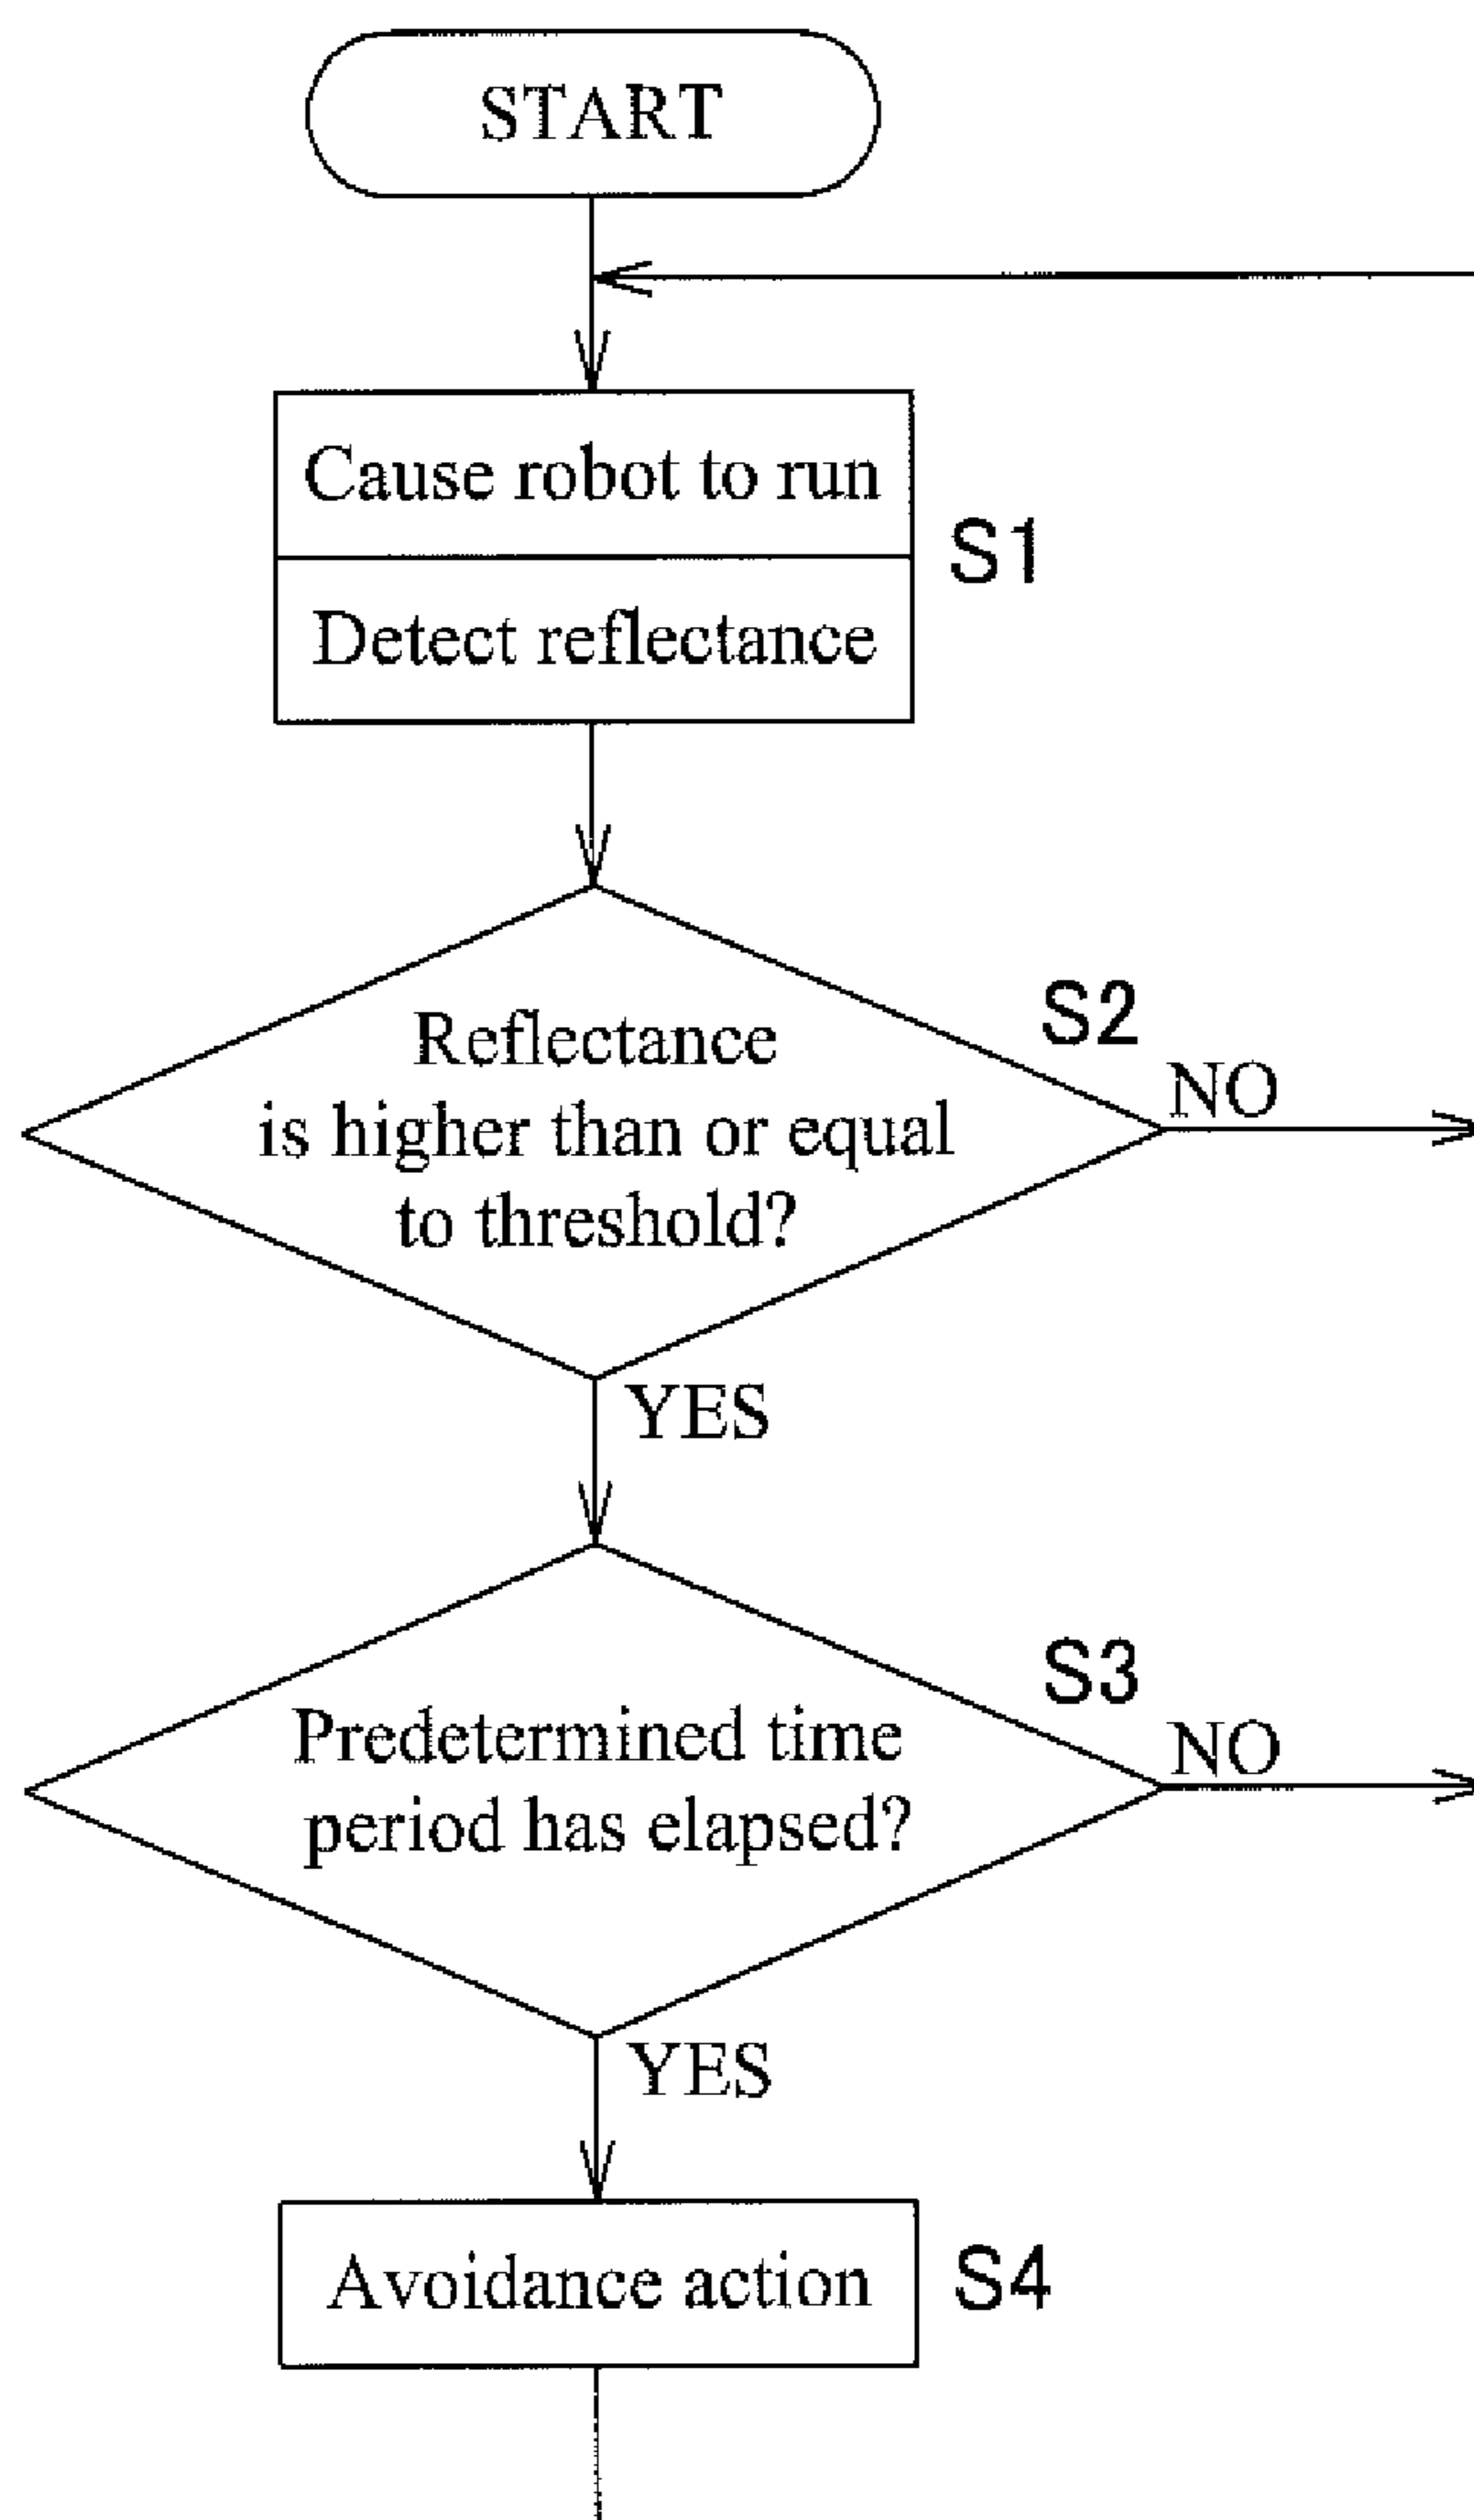 START
Cause robot to run
S1
Detect reflectance
S2
NO
Reflectance
is higher than or equal
to threshold?
YES
S3
NO
Predetermined time
period has elapsed?
YES
Avoidance action
S4